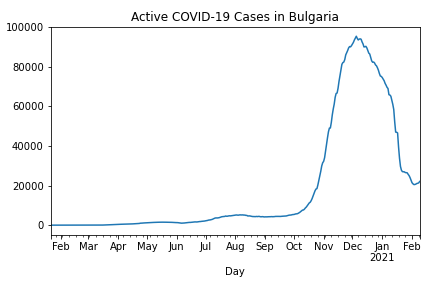 Active COVID-19 Cases in Bulgaria
100000
80000
60000
40000
20000
0
Feb Mar Apr May Jun Jul Aug Sep Oct Nov Dec Jan Feb
2021
Day